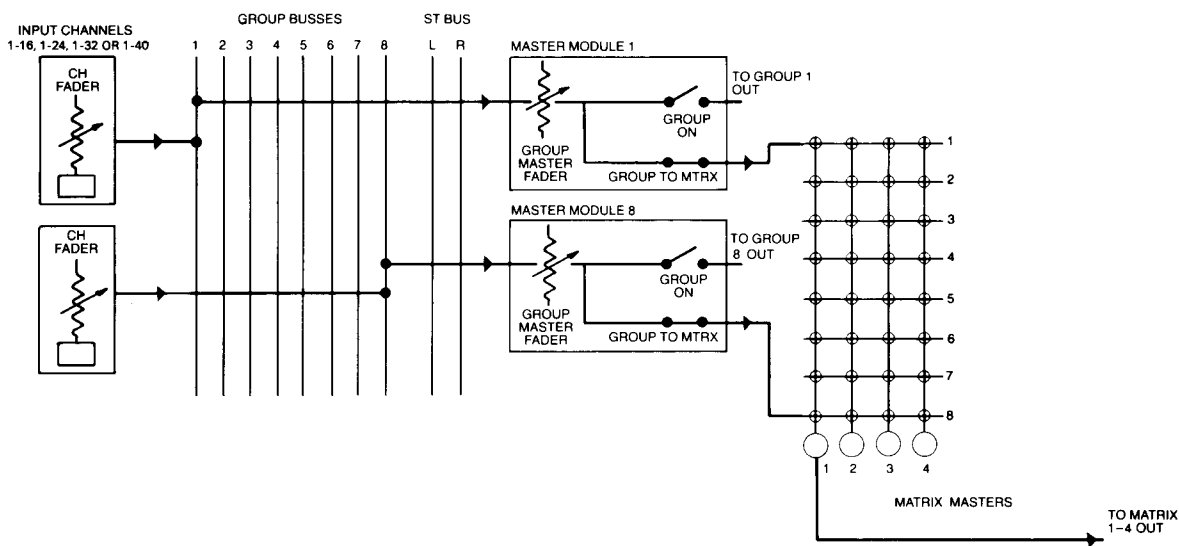 INPUT CHANNELS
1-16, 1-24, 1-32 OR 1-40
GROUP BUSSES
1 2 3 4 5 6 7 8
ST BUS
L R
CH
FADER
CH
FADER
MASTER MODULE 1
TO GROUP 1
OUT
GROUP
ON
GROUP
MASTER
FADER
GROUP TO MTRX
MASTER MODULE 8
TO GROUP
8 OUT
GROUP
ON
GROUP
MASTER
FADER
GROUP TO MTRX
1
2
3
4
5
6
7
8
1 2 3 4
MATRIX MASTERS
TO MATRIX
1–4 OUT